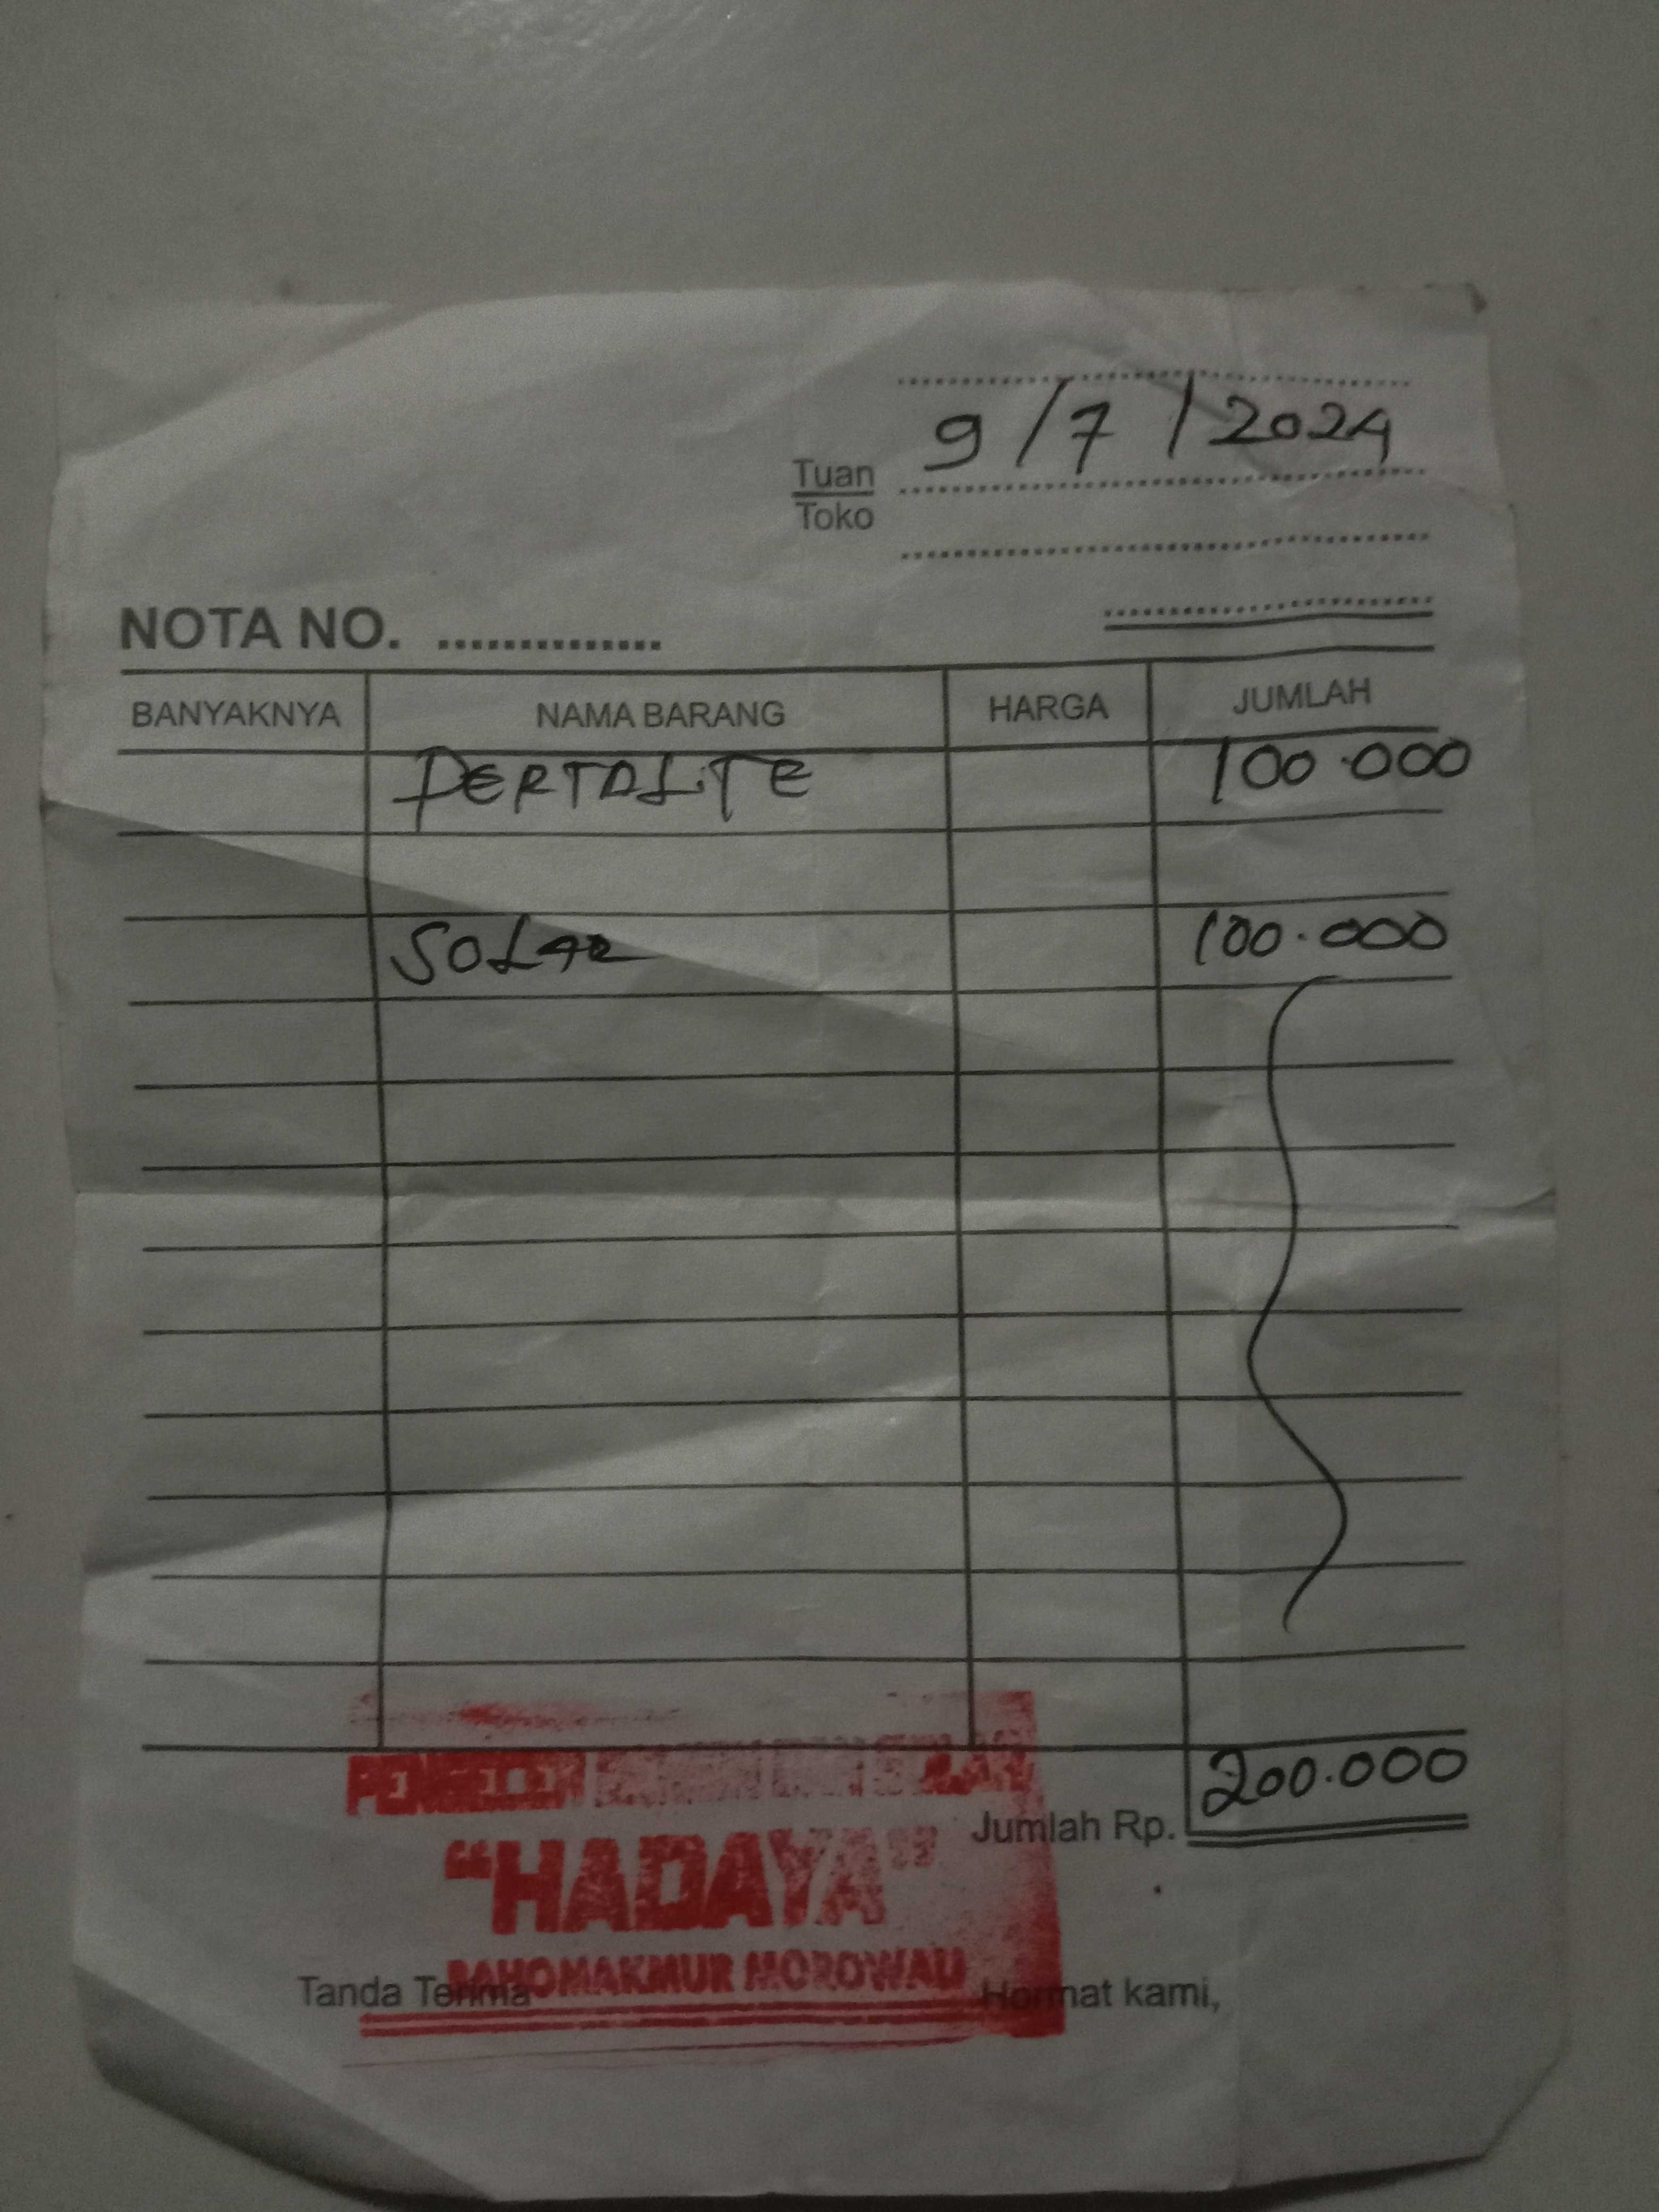 9/7/2024
Tuan
Toko
NOTA NO. ..............
BANYAKNYA NAMA BARANG HARGA JUMLAH
PERTALITE 100.000
SOLAR 100.000
Jumlah Rp. 200.000
PENGECER
"HADAYA"
BAHOMAKMUR MOROWALI
Tanda Terima Hormat kami,